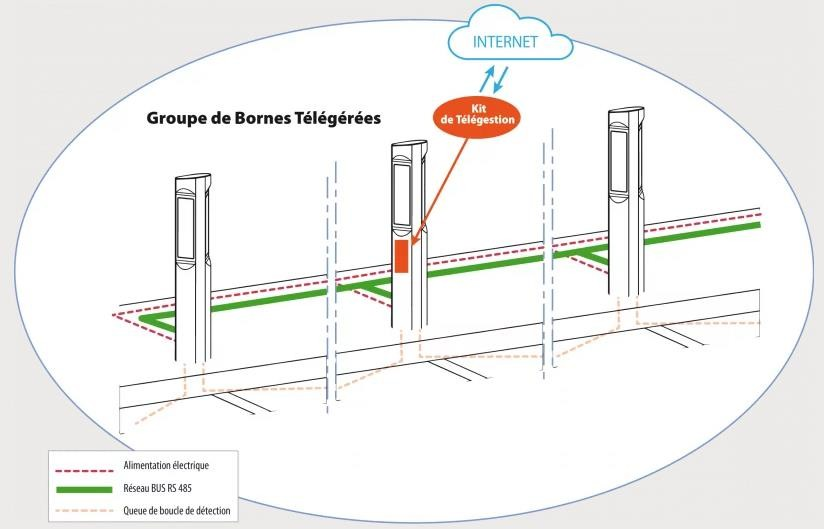 INTERNET
Kit
de Télégestion
Groupe de Bornes Télégérées
Alimentation électrique
Réseau BUS RS 485
Queue de boucle de détection